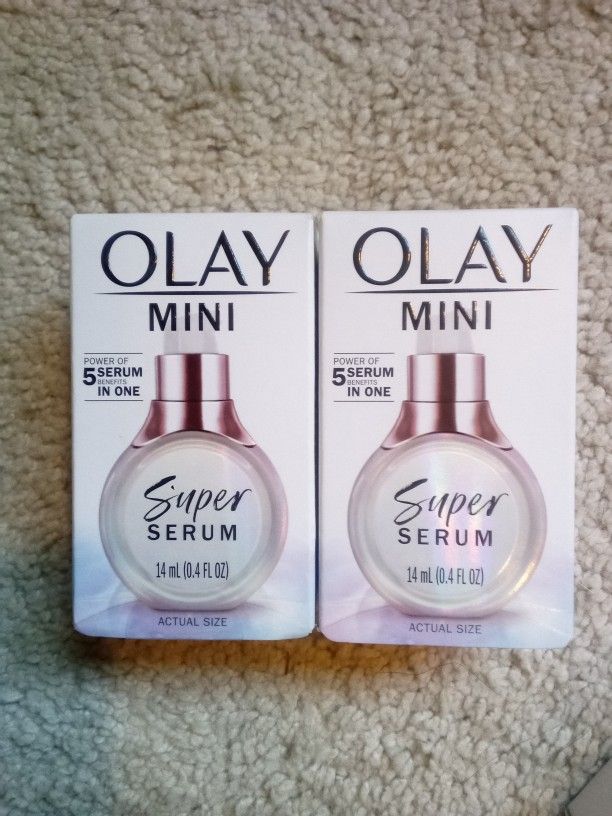 OLAY
MINI
POWER OF
5 SERUM
BENEFITS
IN ONE
Super
SERUM
14 mL (0.4 FL OZ)
ACTUAL SIZE
OLAY
MINI
POWER OF
5 SERUM
BENEFITS
IN ONE
Super
SERUM
14 mL (0.4 FL OZ)
ACTUAL SIZE